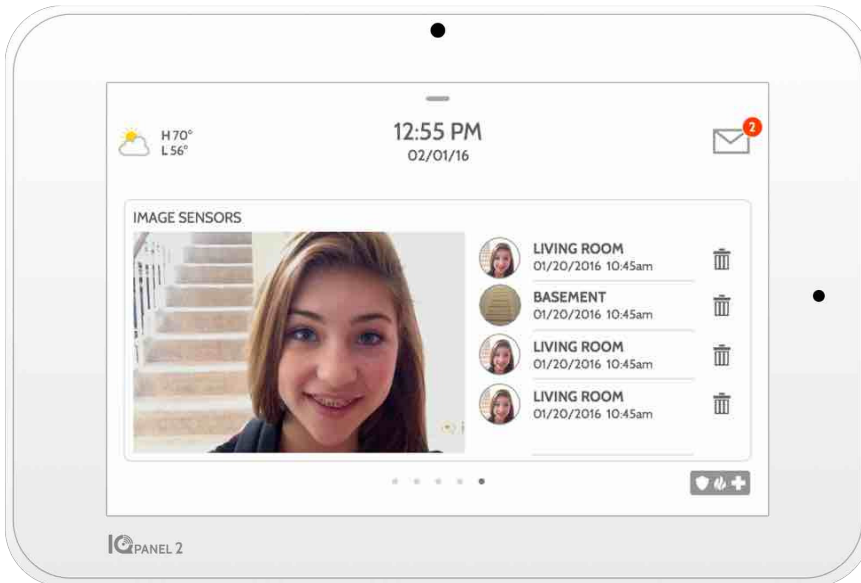 H 70°
L 56°
12:55 PM
02/01/16
2
IMAGE SENSORS
LIVING ROOM
01/20/2016 10:45am
BASEMENT
01/20/2016 10:45am
LIVING ROOM
01/20/2016 10:45am
LIVING ROOM
01/20/2016 10:45am
IQ PANEL 2